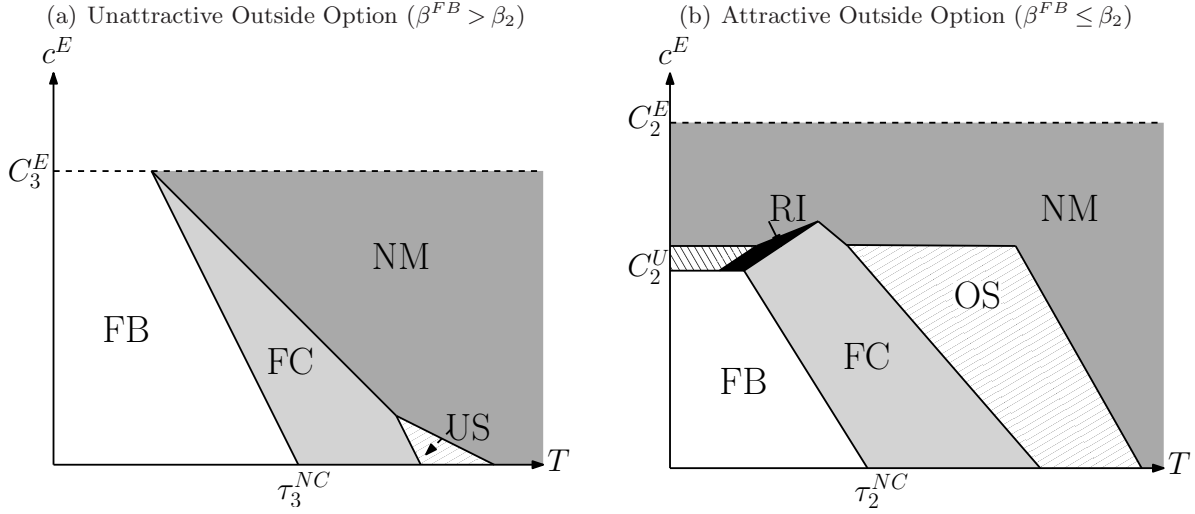 (a) Unattractive Outside Option (β^{FB} > β_2)
c^E
C_3^E
NM
FB
FC
US
T
τ_3^{NC}
(b) Attractive Outside Option (β^{FB} ≤ β_2)
c^E
C_2^E
RI
NM
C_2^U
OS
FC
FB
T
τ_2^{NC}